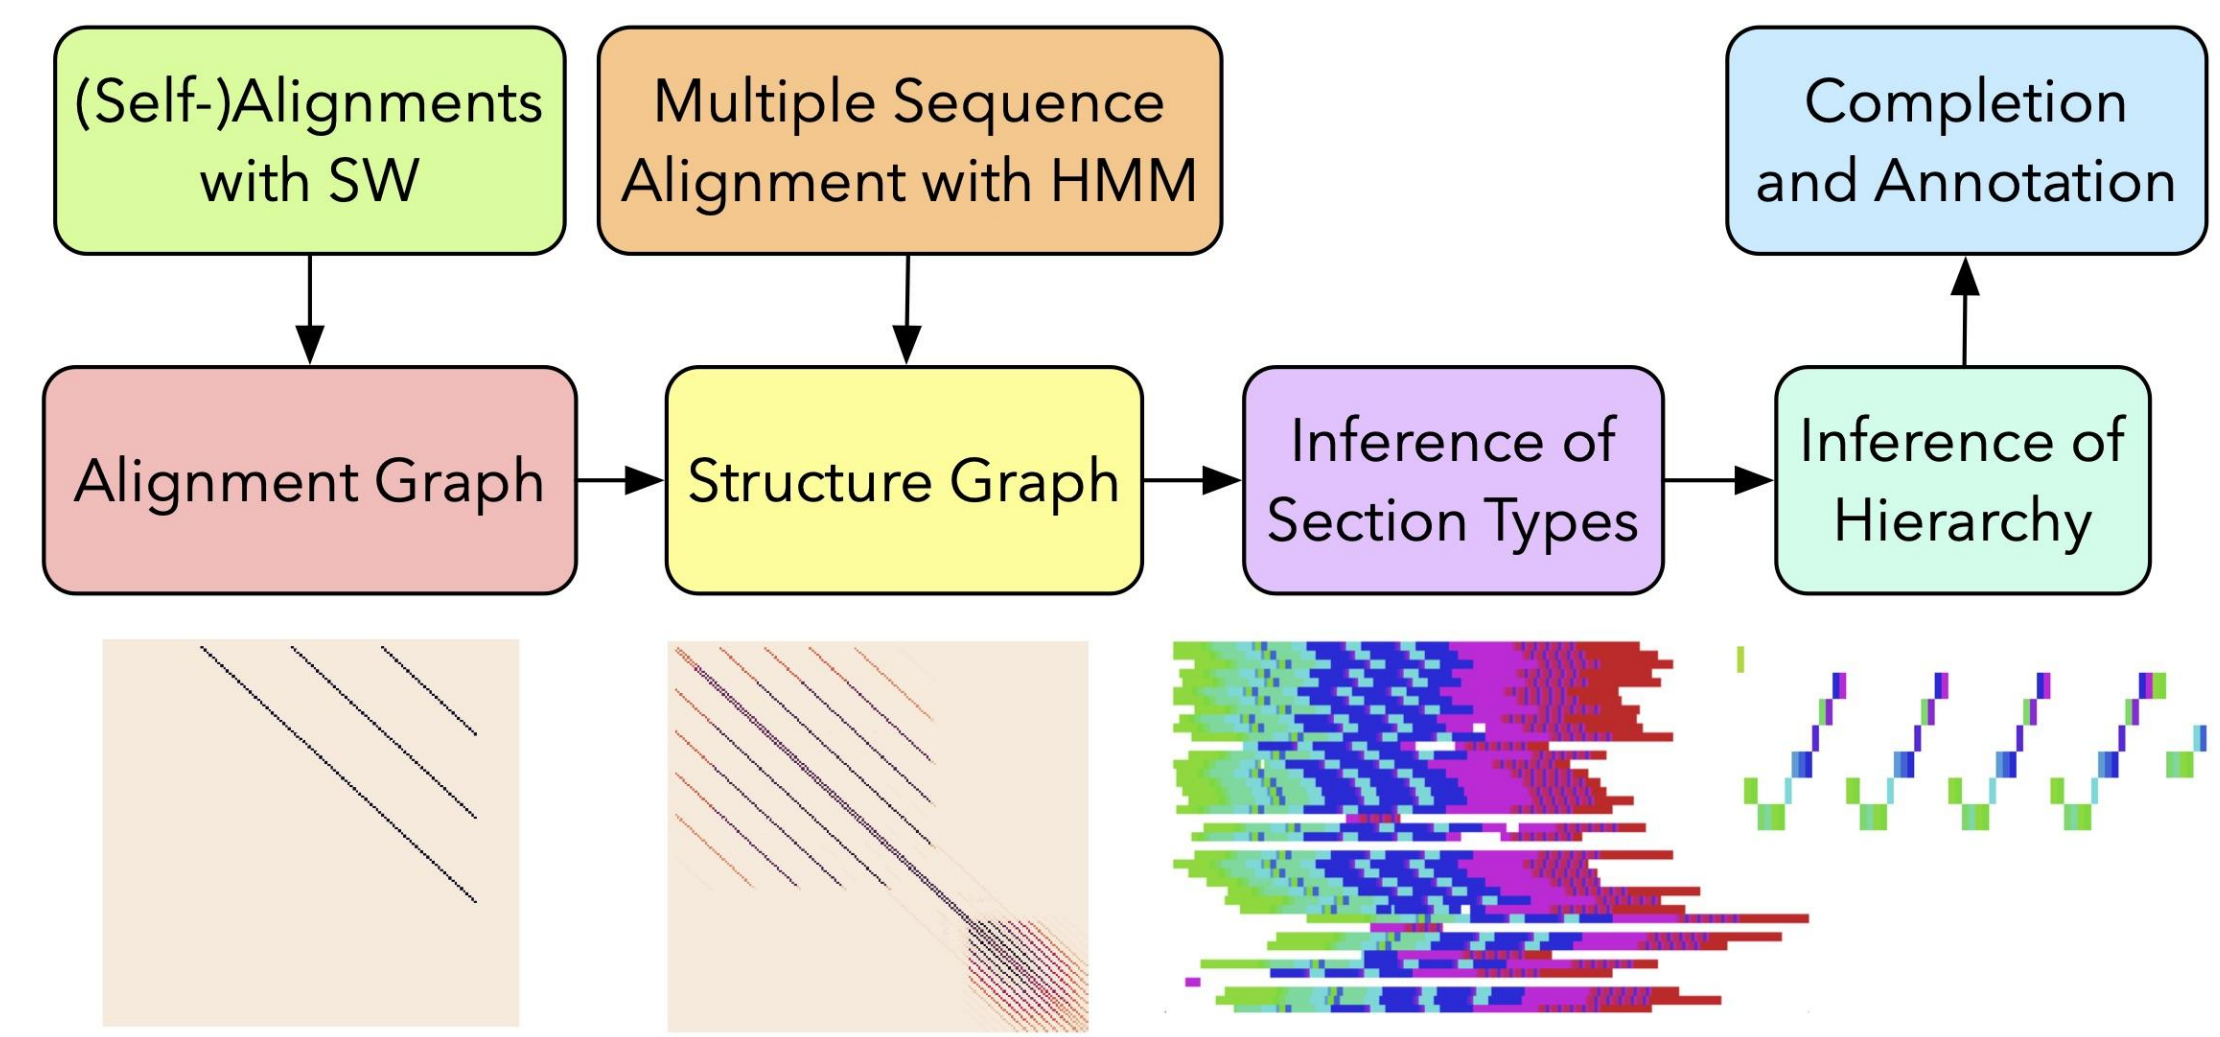 (Self-)Alignments
with SW
Multiple Sequence
Alignment with HMM
Completion
and Annotation
Alignment Graph
Structure Graph
Inference of
Section Types
Inference of
Hierarchy